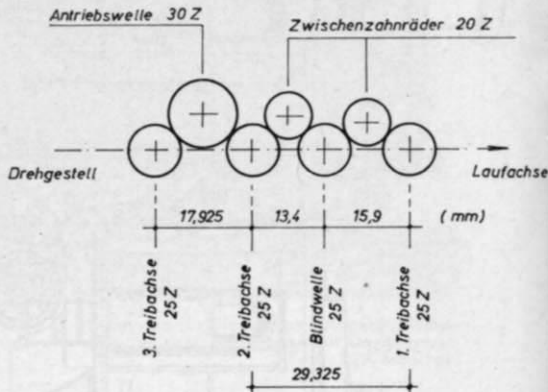 Antriebswelle 30 Z
Zwischenzahnräder 20 Z
Drehgestell
Laufachse
17,925
13,4
15,9
(mm)
3. Treibachse
25 Z
2. Treibachse
25 Z
Blindwelle
25 Z
1. Treibachse
25 Z
29,325